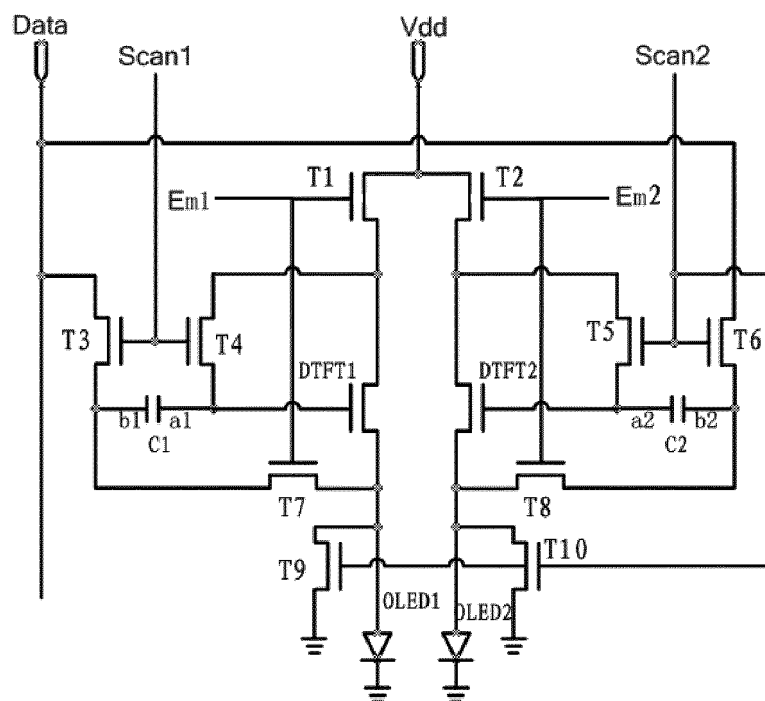 Data
Vdd
Scan1
Scan2
T1
T2
Em1
Em2
T3
T4
T5
T6
DTFT1
DTFT2
b1
a1
a2
b2
C1
C2
T7
T8
T9
T10
OLED1
OLED2